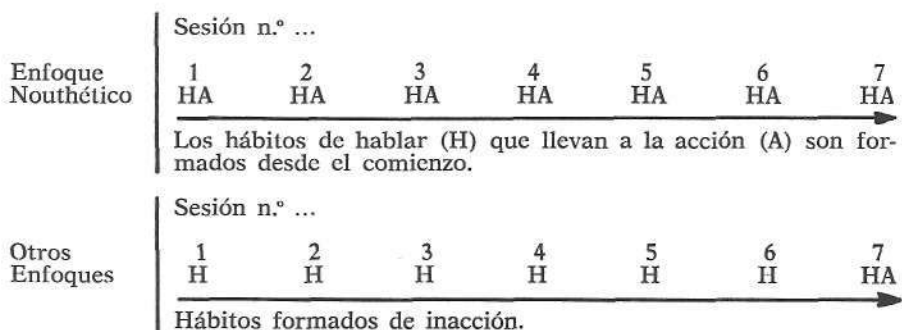 Sesión n.º ...
Enfoque
Nouthético
1 2 3 4 5 6 7
HA HA HA HA HA HA HA
Los hábitos de hablar (H) que llevan a la acción (A) son for-
mados desde el comienzo.
Sesión n.º ...
Otros
Enfoques
1 2 3 4 5 6 7
H H H H H H HA
Hábitos formados de inacción.